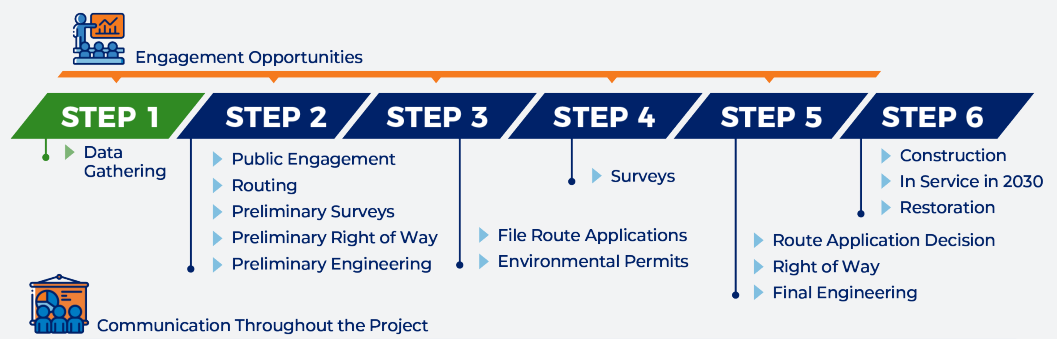 Engagement Opportunities
STEP 1
STEP 2
STEP 3
STEP 4
STEP 5
STEP 6
Data
Gathering
Public Engagement
Routing
Preliminary Surveys
Preliminary Right of Way
Preliminary Engineering
File Route Applications
Environmental Permits
Surveys
Route Application Decision
Right of Way
Final Engineering
Construction
In Service in 2030
Restoration
Communication Throughout the Project